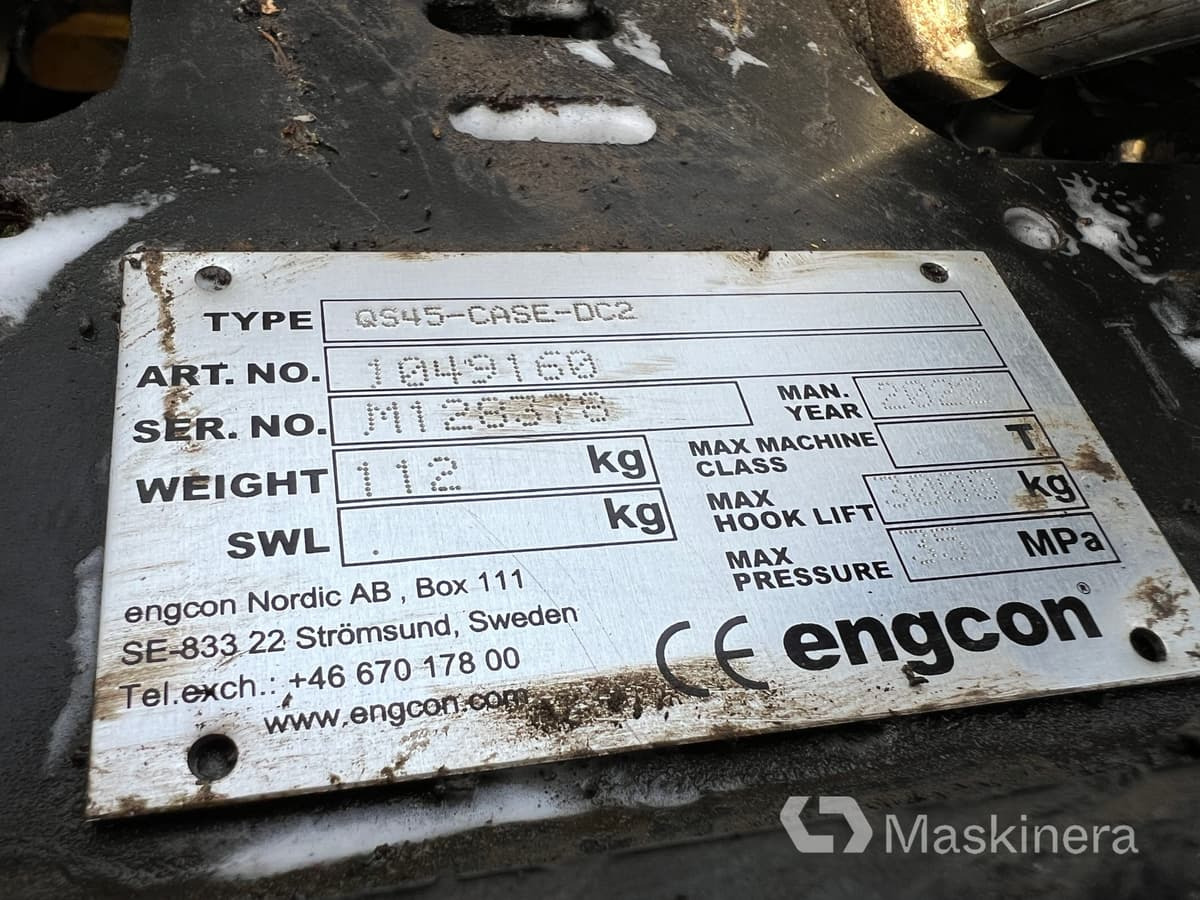 TYPE QS45-CASE-DC2
ART. NO. 1049160
SER. NO. MAN. YEAR
WEIGHT 112 kg MAX MACHINE CLASS T
SWL kg MAX HOOK LIFT kg
MAX PRESSURE 35 MPa
engcon Nordic AB , Box 111
SE-833 22 Strömsund, Sweden
Tel.exch.: +46 670 178 00
www.engcon.com
CE engcon®
Maskinera